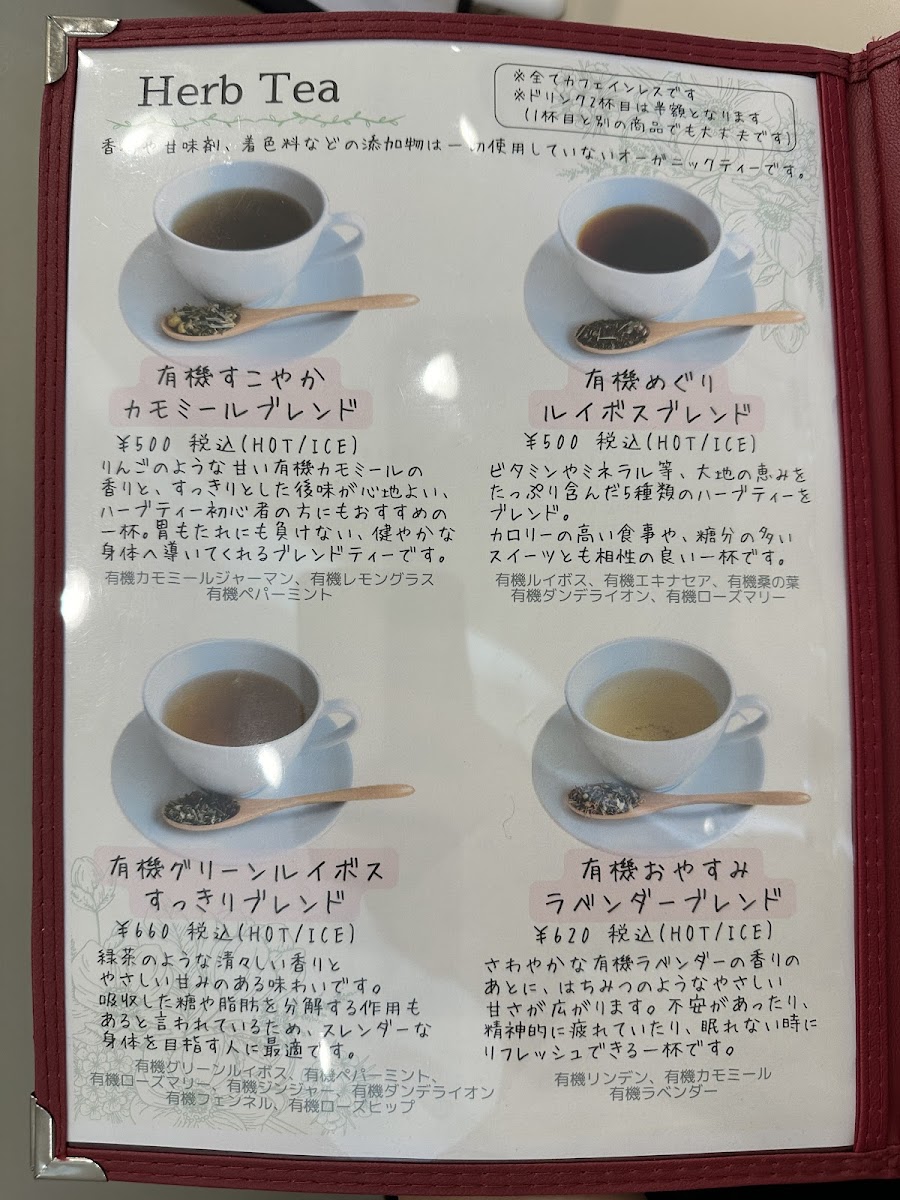 Herb Tea
※全てカフェインレスです
※ドリンク2杯目は半額となります
(1杯目と別の商品でも大丈夫です)
香 や甘味剤、着色料などの添加物は一切使用していないオーガニックティーです。
有機すこやか
カモミールブレンド
¥500 税込(HOT/ICE)
りんごのような甘い有機カモミールの
香りと、すっきりとした後味が心地よい、
ハーブティー初心者の方にもおすすめの
一杯。胃もたれにも負けない、健やかな
身体へ導いてくれるブレンドティーです。
有機カモミールジャーマン、有機レモングラス
有機ペパーミント
有機めぐり
ルイボスブレンド
¥500 税込(HOT/ICE)
ビタミンやミネラル等、大地の恵みを
たっぷり含んだ5種類のハーブティーを
ブレンド。
カロリーの高い食事や、糖分の多い
スイーツとも相性の良い一杯です。
有機ルイボス、有機エキナセア、有機桑の葉
有機ダンデライオン、有機ローズマリー
有機グリーンルイボス
すっきりブレンド
¥660 税込(HOT/ICE)
緑茶のような清々しい香りと
やさしい甘みのある味わいです。
吸収した糖や脂肪を分解する作用も
あると言われているため、スレンダーな
身体を目指す人に最適です。
有機グリーンルイボス、有機ペパーミント、
有機ローズマリー、有機ジンジャー、有機ダンデライオン
有機フェンネル、有機ローズヒップ
有機おやすみ
ラベンダーブレンド
¥620 税込(HOT/ICE)
さわやかな有機ラベンダーの香りの
あとに、はちみつのようなやさしい
甘さが広がります。不安があったり、
精神的に疲れていたり、眠れない時に
リフレッシュできる一杯です。
有機リンデン、有機カモミール
有機ラベンダー